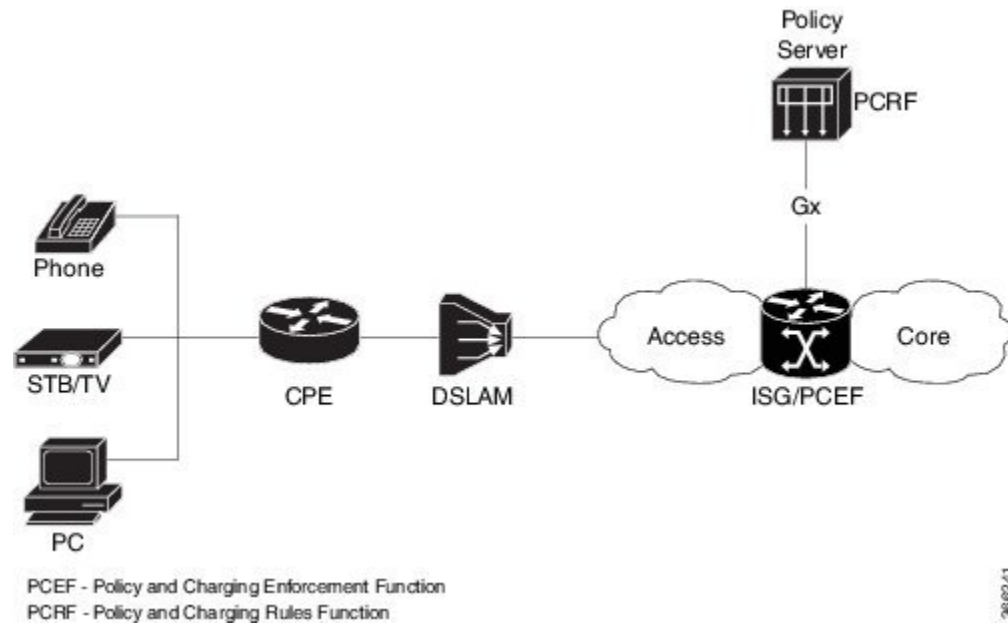 Policy
Server
PCRF
Gx
Phone
STB/TV
CPE
DSLAM
Access
Core
ISG/PCEF
PC
PCEF - Policy and Charging Enforcement Function
PCRF - Policy and Charging Rules Function